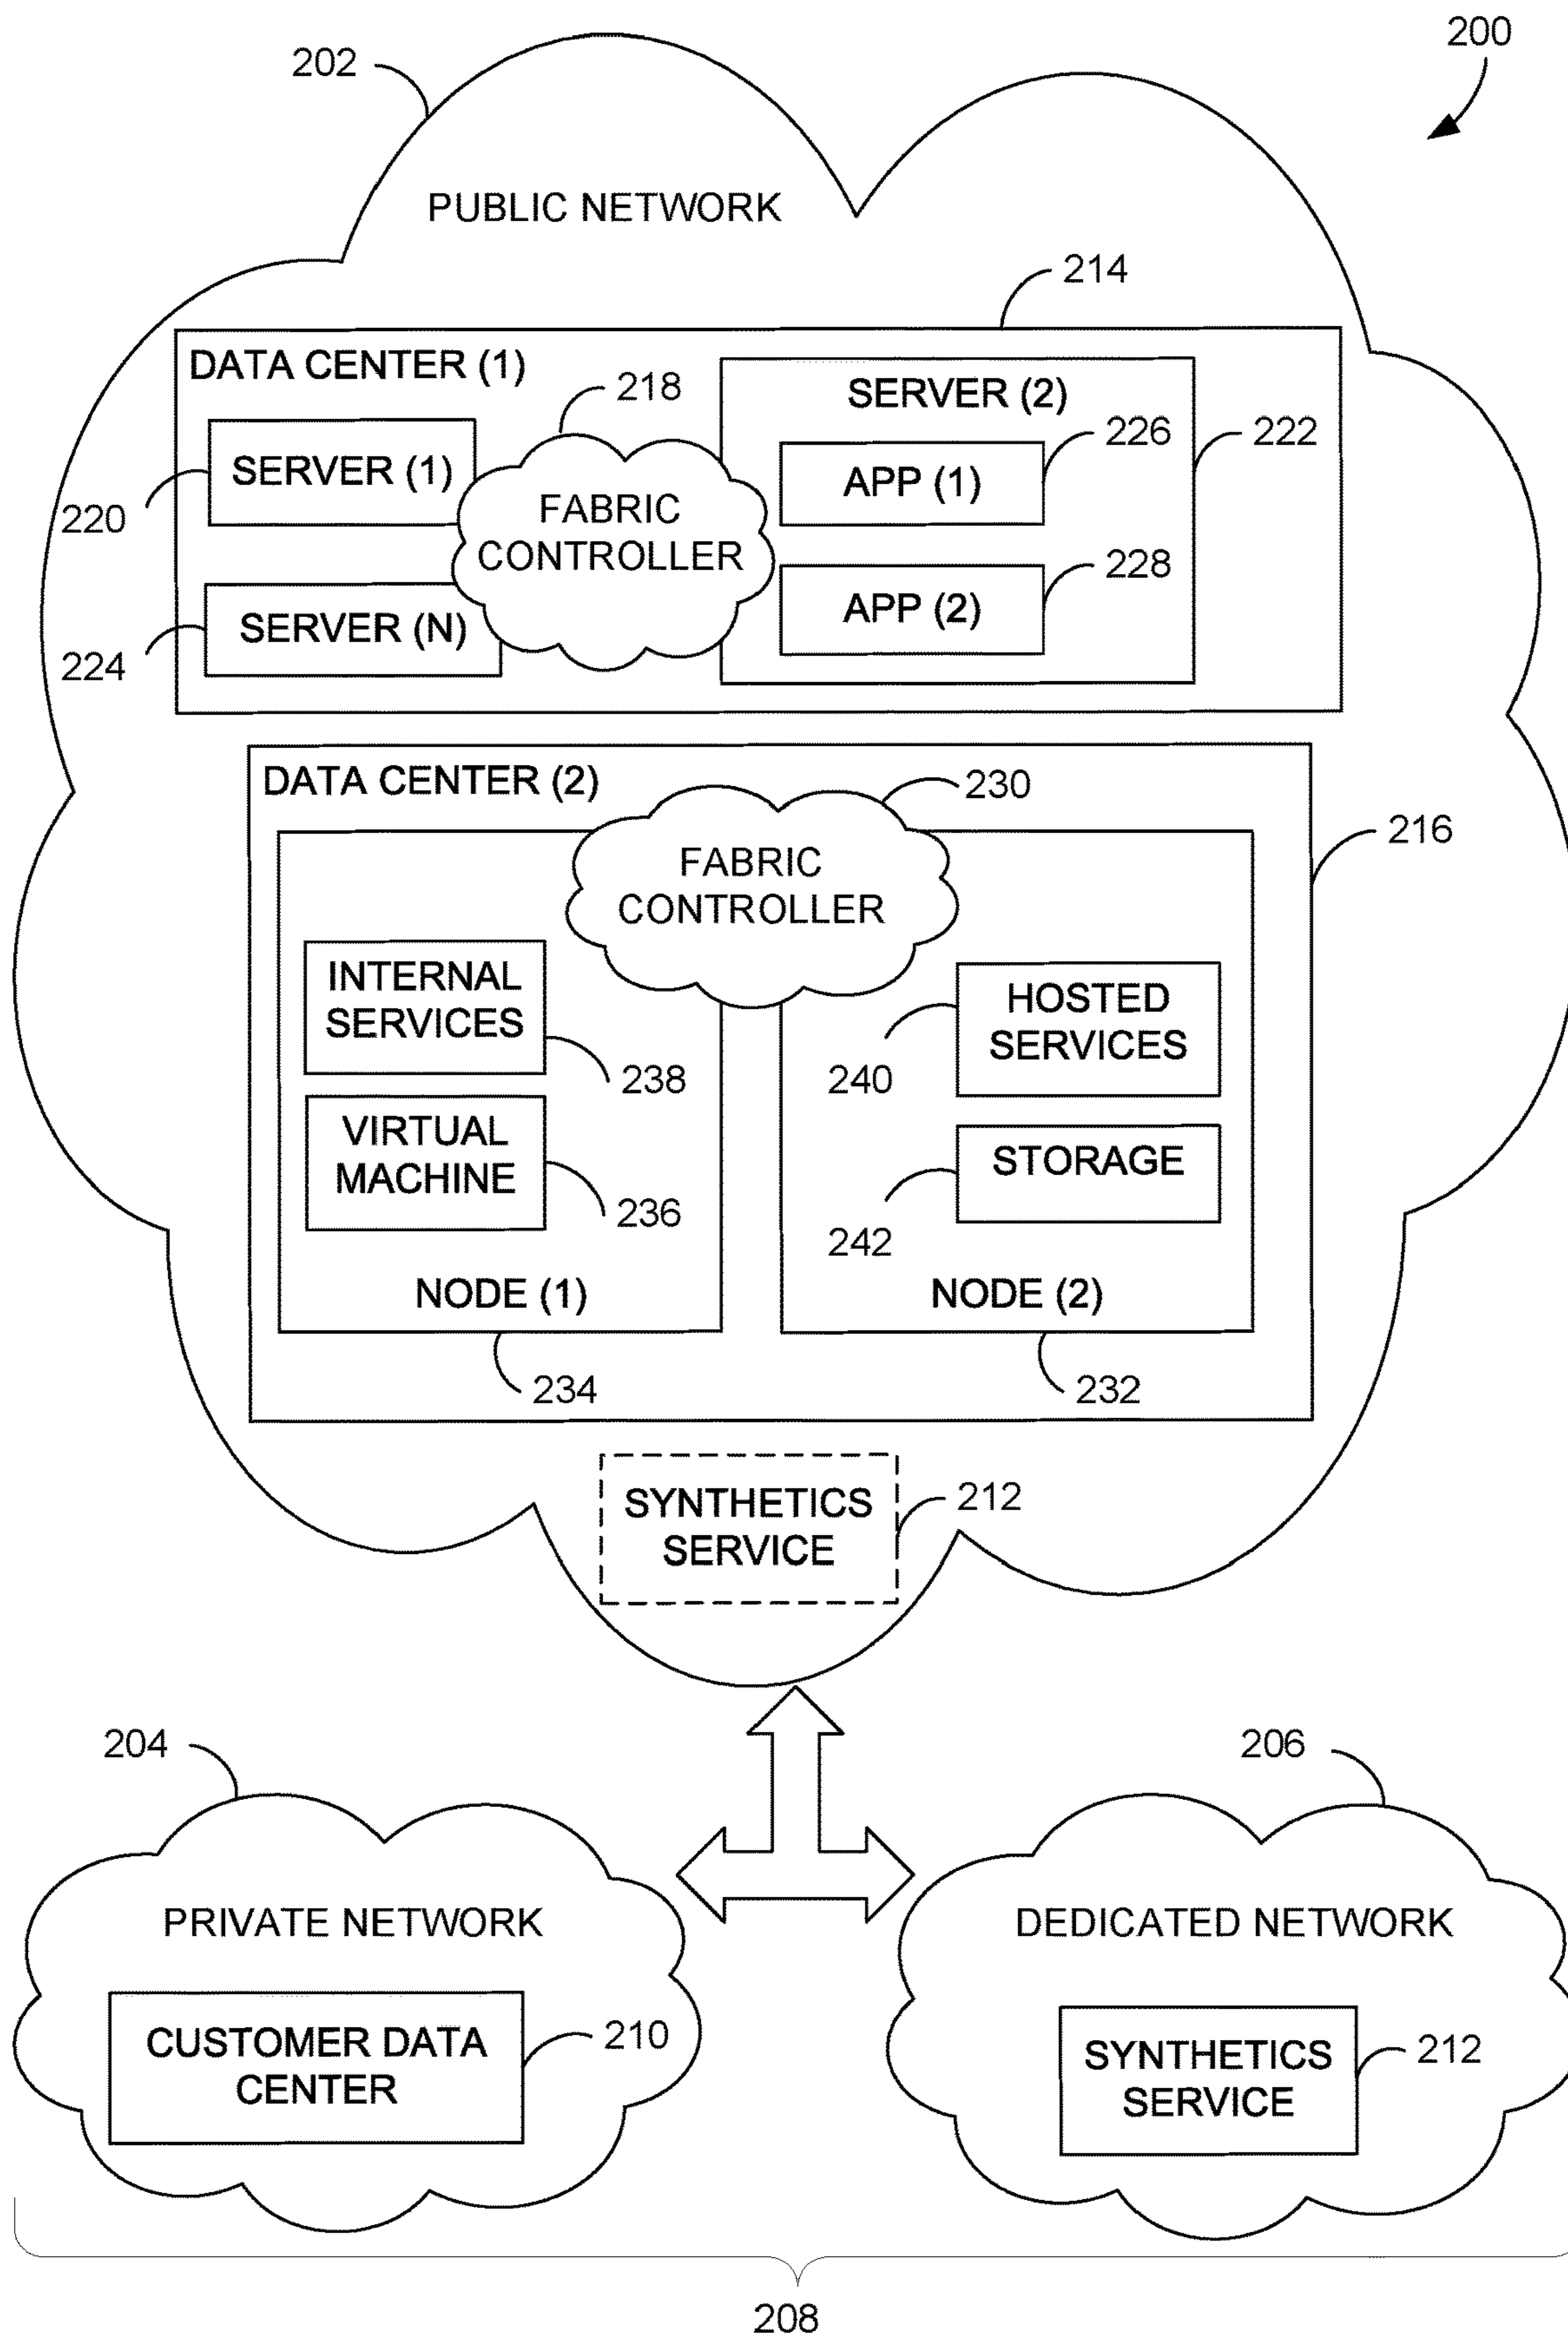 200
202
PUBLIC NETWORK
214
DATA CENTER (1)
218
SERVER (2)
226
222
SERVER (1)
APP (1)
220
FABRIC
CONTROLLER
228
SERVER (N)
APP (2)
224
DATA CENTER (2)
230
216
FABRIC
CONTROLLER
INTERNAL
SERVICES
238
HOSTED
SERVICES
240
VIRTUAL
MACHINE
236
STORAGE
242
NODE (1)
NODE (2)
234
232
SYNTHETICS
SERVICE
212
204
206
PRIVATE NETWORK
DEDICATED NETWORK
CUSTOMER DATA
CENTER
210
SYNTHETICS
SERVICE
212
208